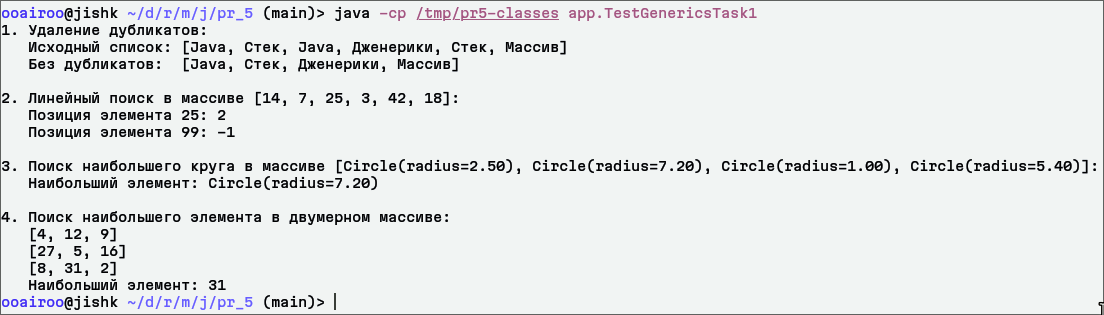 ooairoo@jishk ~/d/r/m/j/pr_5 (main)> java -cp /tmp/pr5-classes app.TestGenericsTask1
1. Удаление дубликатов:
   Исходный список: [Java, Стек, Java, Дженерики, Стек, Массив]
   Без дубликатов:  [Java, Стек, Дженерики, Массив]

2. Линейный поиск в массиве [14, 7, 25, 3, 42, 18]:
   Позиция элемента 25: 2
   Позиция элемента 99: -1

3. Поиск наибольшего круга в массиве [Circle(radius=2.50), Circle(radius=7.20), Circle(radius=1.00), Circle(radius=5.40)]:
   Наибольший элемент: Circle(radius=7.20)

4. Поиск наибольшего элемента в двумерном массиве:
   [4, 12, 9]
   [27, 5, 16]
   [8, 31, 2]
   Наибольший элемент: 31
ooairoo@jishk ~/d/r/m/j/pr_5 (main)>